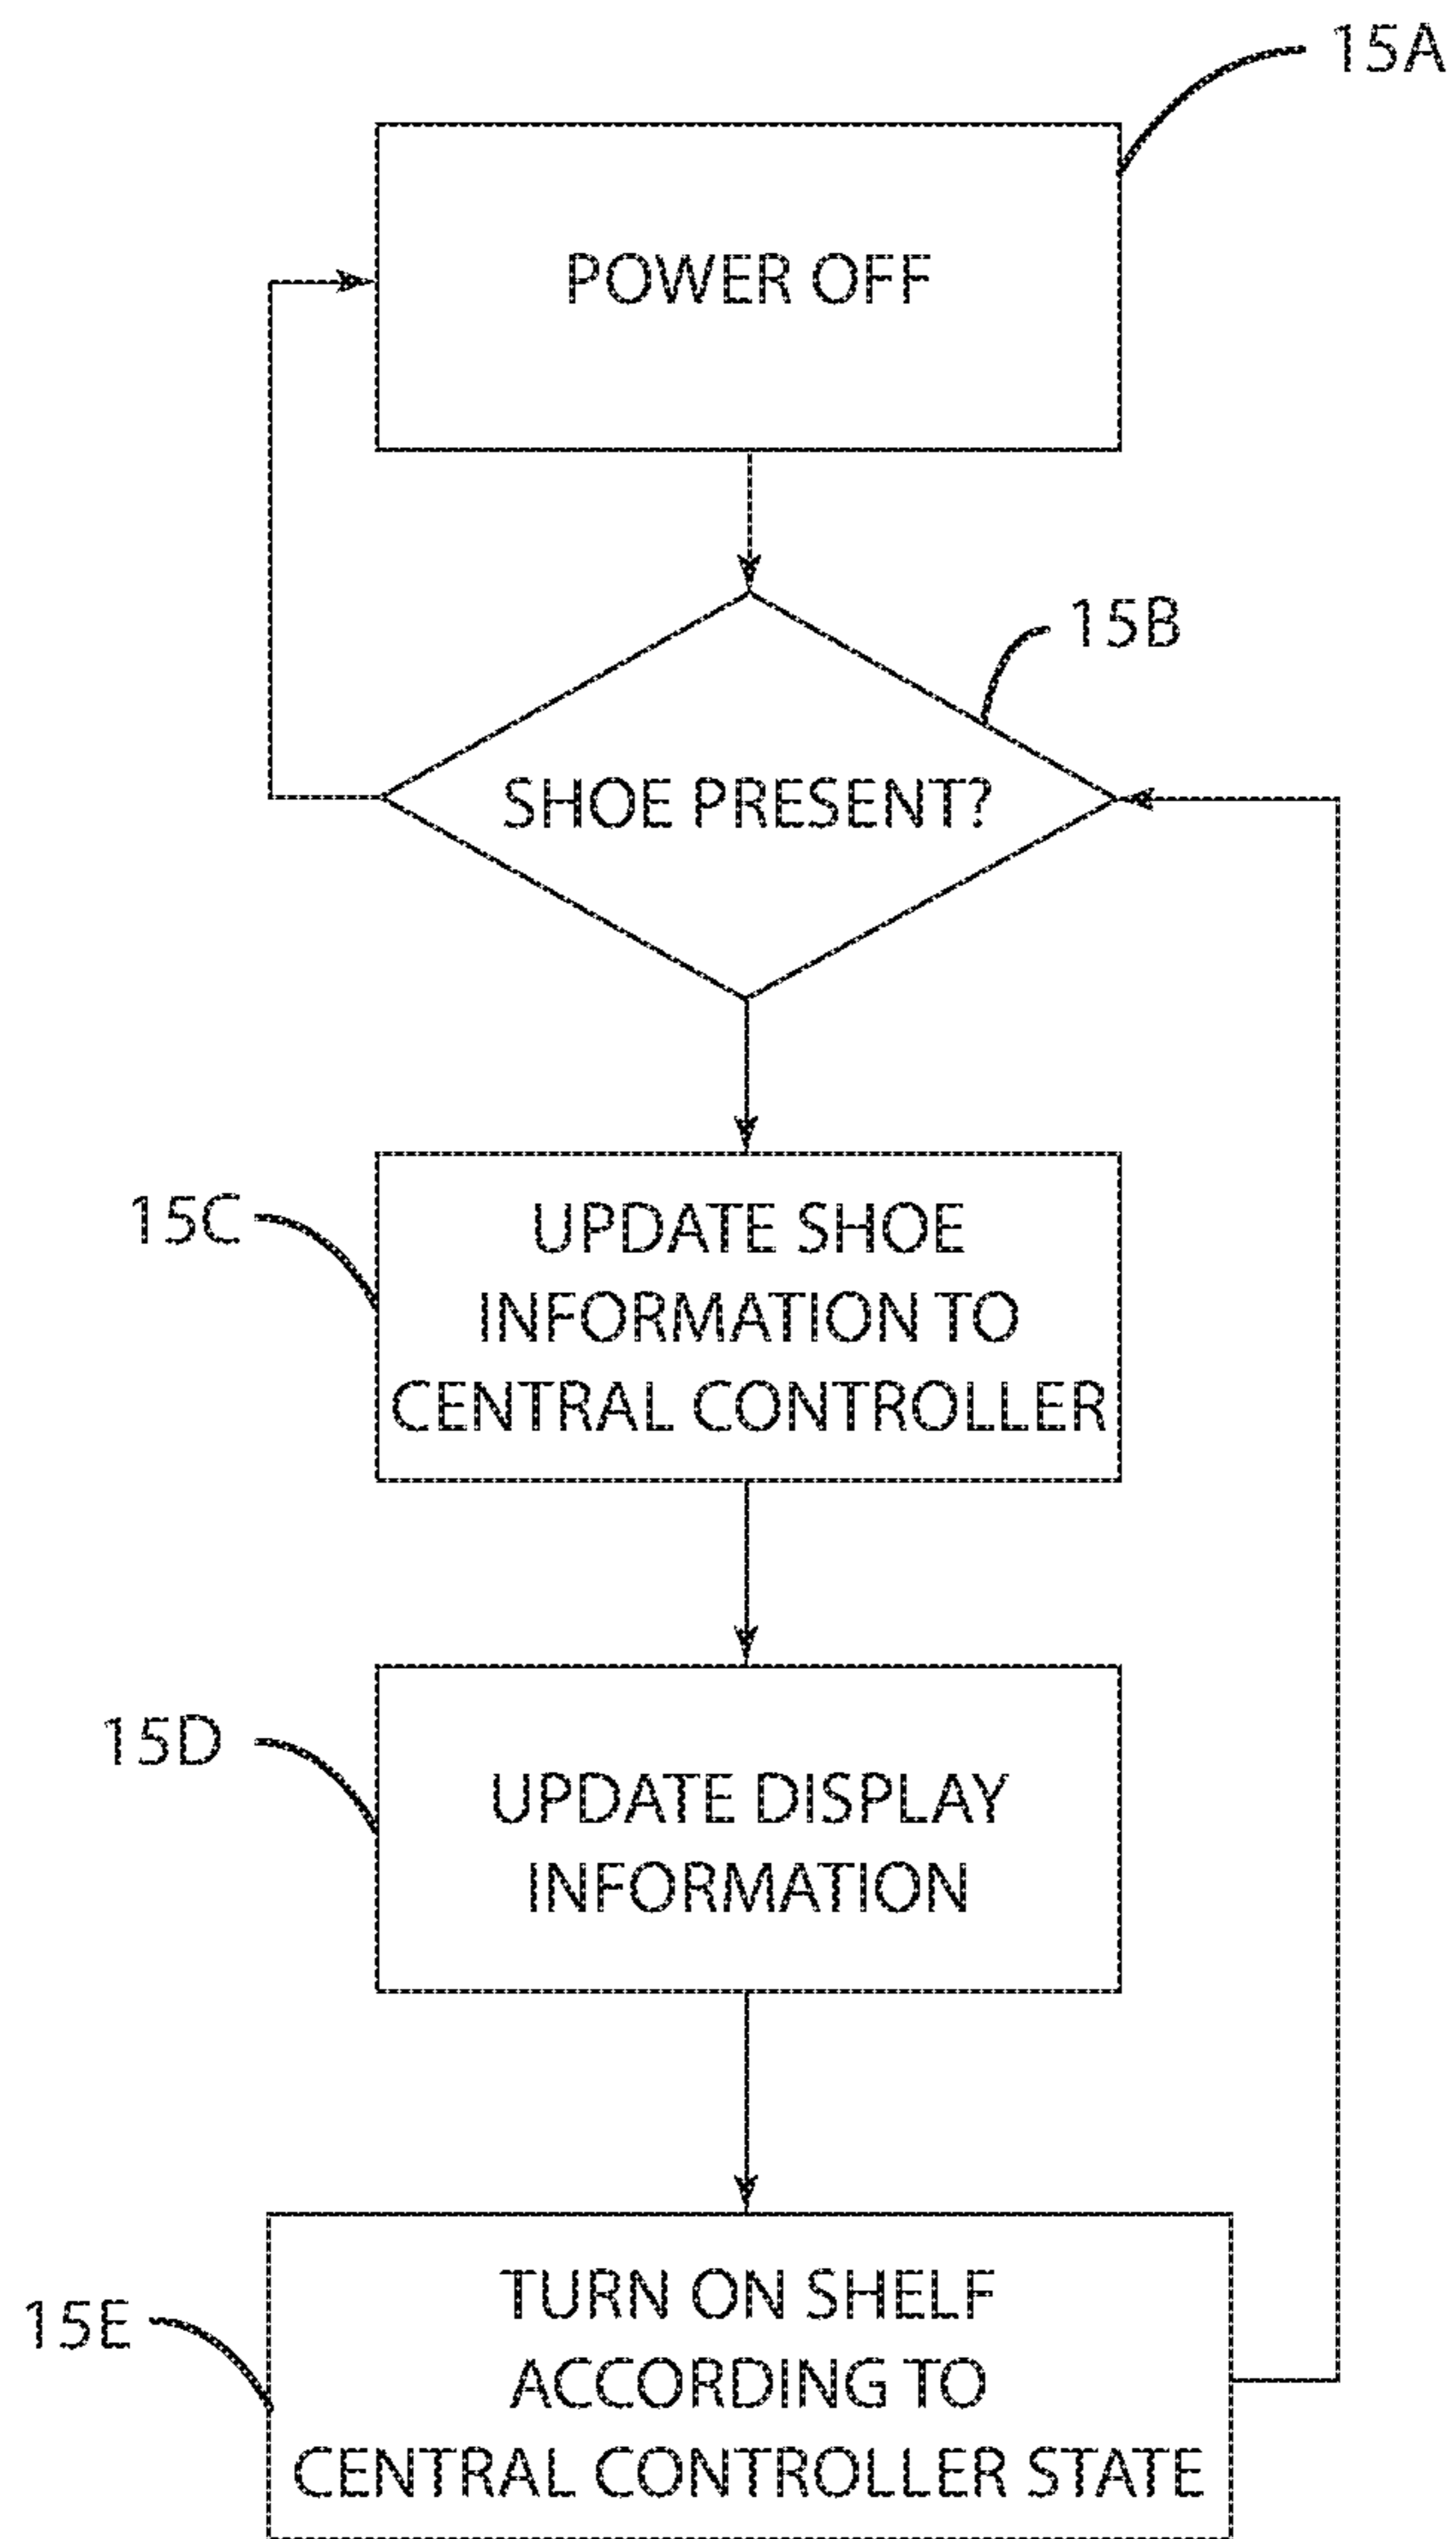 15A
POWER OFF
15B
SHOE PRESENT?
15C
UPDATE SHOE
INFORMATION TO
CENTRAL CONTROLLER
15D
UPDATE DISPLAY
INFORMATION
15E
TURN ON SHELF
ACCORDING TO
CENTRAL CONTROLLER STATE